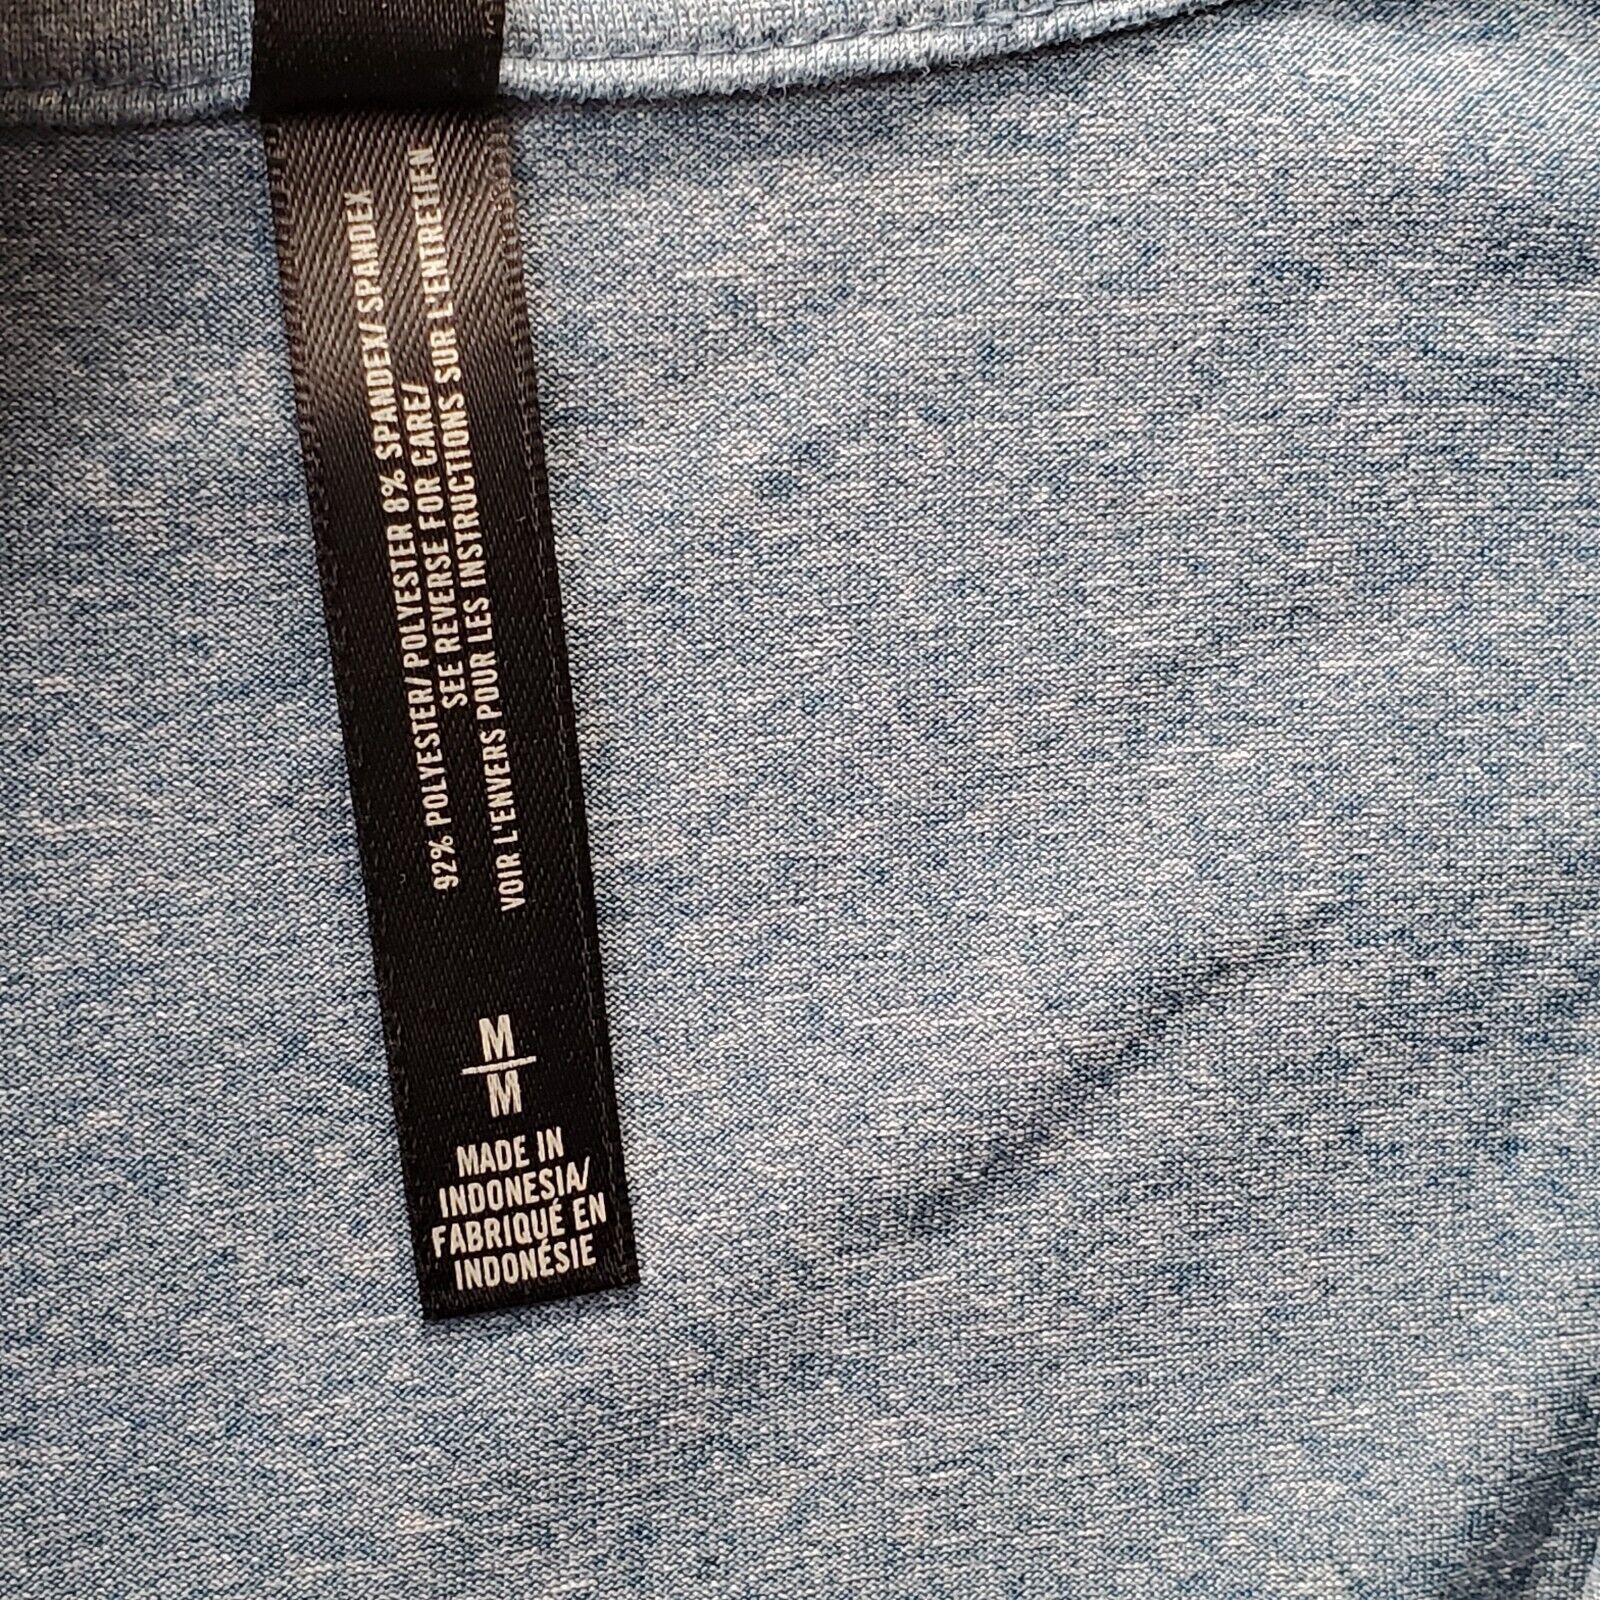 92% POLYESTER/ POLYESTER 8% SPANDEX/ SPANDEX
SEE REVERSE FOR CARE/
VOIR L'ENVERS POUR LES INSTRUCTIONS SUR L'ENTRETIEN
M
M
MADE IN
INDONESIA/
FABRIQUÉ EN
INDONÉSIE